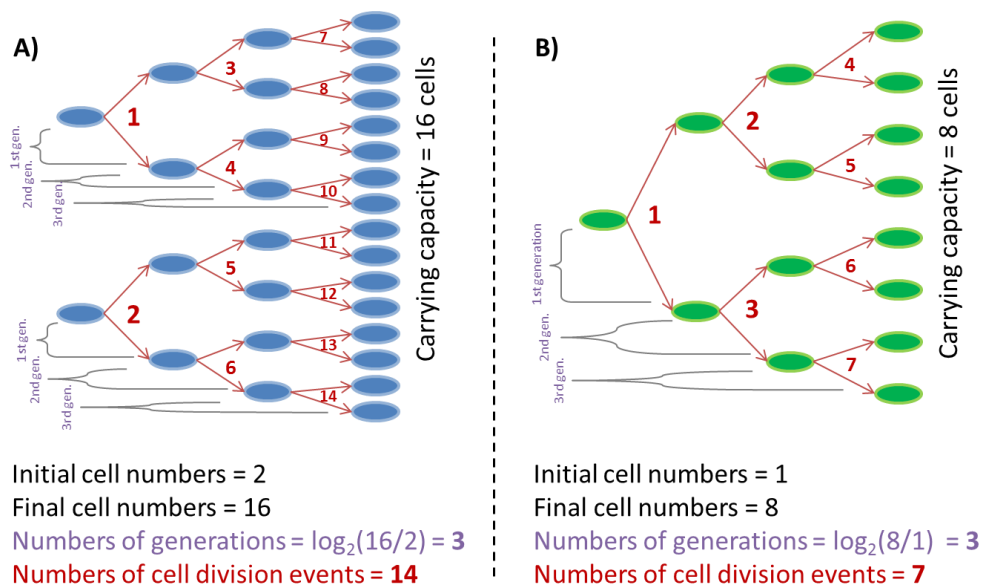 A)
1
2
3
4
5
6
7
8
9
10
11
12
13
14
1st gen.
2nd gen.
3rd gen.
1st gen.
2nd gen.
3rd gen.
Carrying capacity = 16 cells
Initial cell numbers = 2
Final cell numbers = 16
Numbers of generations = log₂(16/2) = 3
Numbers of cell division events = 14
B)
1
2
3
4
5
6
7
1st generation
2nd gen.
3rd gen.
Carrying capacity = 8 cells
Initial cell numbers = 1
Final cell numbers = 8
Numbers of generations = log₂(8/1) = 3
Numbers of cell division events = 7